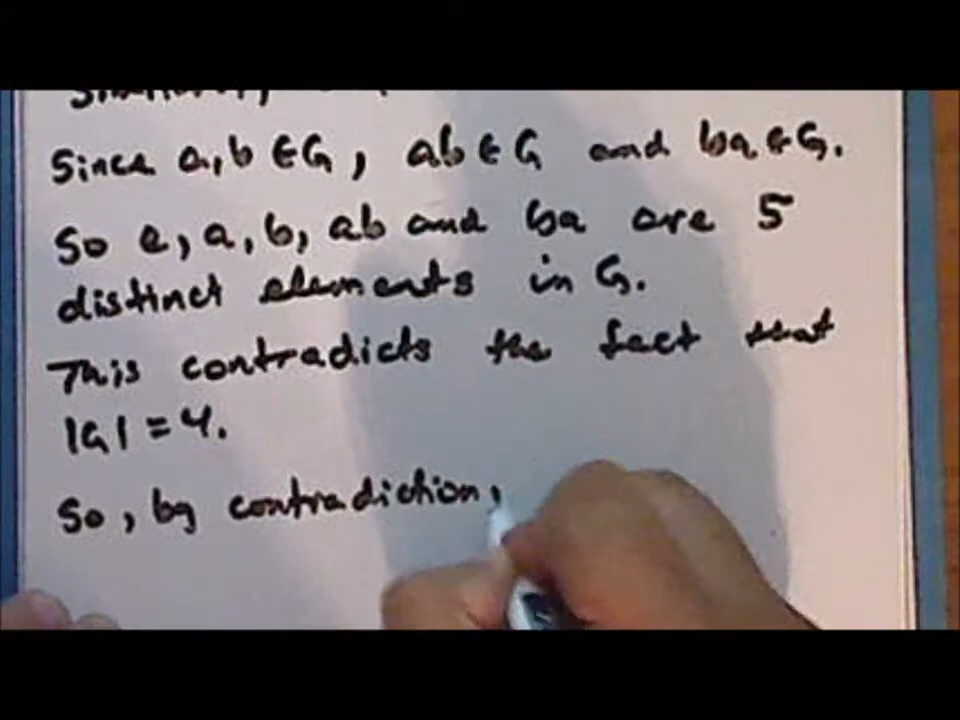 Since a, b ∈ G, ab ∈ G and ba ∈ G.
So e, a, b, ab and ba are 5
distinct elements in G.
This contradicts the fact that
|G| = 4.
So, by contradiction,